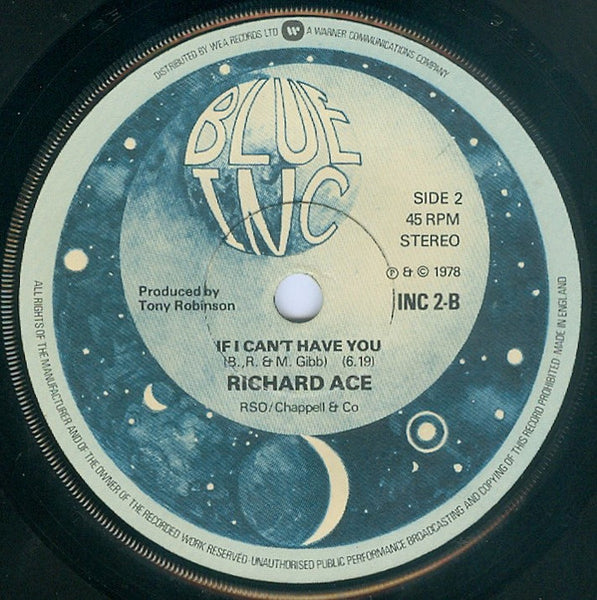 DISTRIBUTED BY WEA RECORDS LTD W A WARNER COMMUNICATIONS COMPANY
BLUE
INC
SIDE 2
45 RPM
STEREO
℗ & © 1978
INC 2-B
Produced by
Tony Robinson
IF I CAN'T HAVE YOU
(B., R. & M. Gibb) (6.19)
RICHARD ACE
RSO/Chappell & Co
ALL RIGHTS OF THE MANUFACTURER AND OF THE OWNER OF THE RECORDED WORK RESERVED · UNAUTHORISED PUBLIC PERFORMANCE BROADCASTING AND COPYING OF THIS RECORD PROHIBITED MADE IN ENGLAND